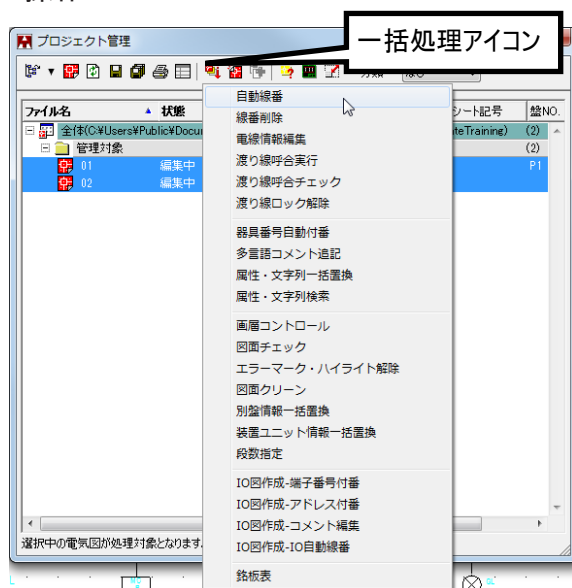 一括処理アイコン
プロジェクト管理
ファイル名 状態 シート記号 盤NO.
全体(C:¥Users¥Public¥Docu ateTraining) (2)
管理対象 (2)
01 編集中 P1
02 編集中
自動線番
線番削除
電線情報編集
渡り線呼合実行
渡り線呼合チェック
渡り線ロック解除
器具番号自動付番
多言語コメント追記
属性・文字列一括置換
属性・文字列検索
画層コントロール
図面チェック
エラーマーク・ハイライト解除
図面クリーン
別盤情報一括置換
装置ユニット情報一括置換
段数指定
IO図作成-端子番号付番
IO図作成-アドレス付番
IO図作成-コメント編集
IO図作成-IO自動線番
銘板表
選択中の電気図が処理対象となります.